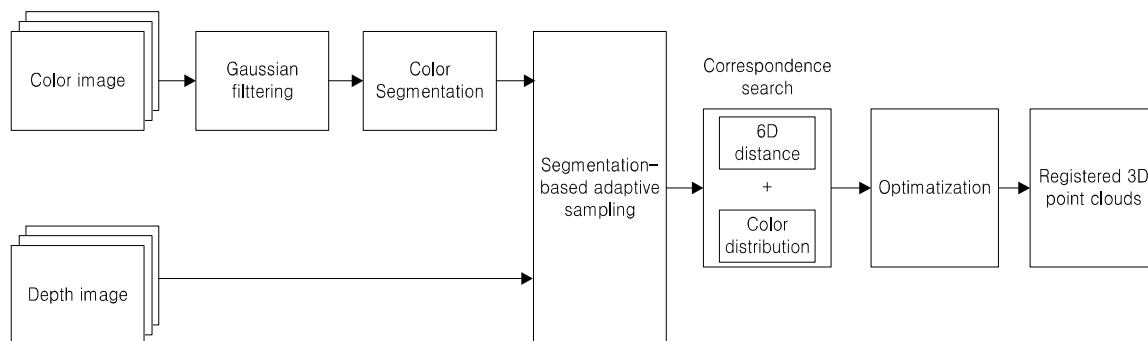 Color image
Gaussian
filttering
Color
Segmentation
Correspondence
search
6D
distance
+
Color
distribution
Segmentation-
based adaptive
sampling
Optimatization
Registered 3D
point clouds
Depth image